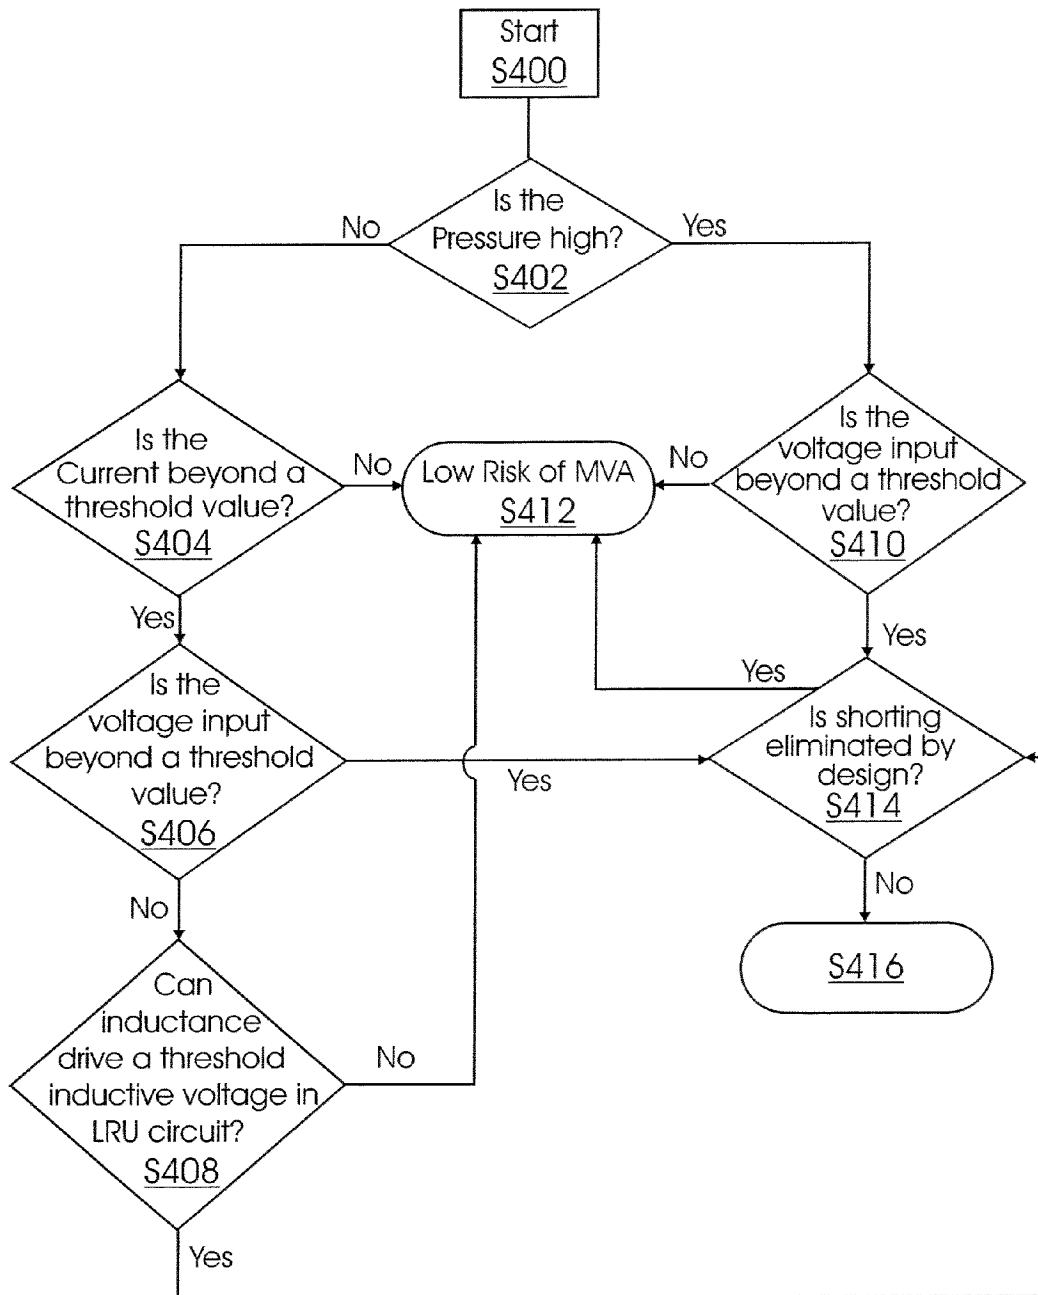 Start
S400
Is the
Pressure high?
S402
No
Yes
Is the
Current beyond a
threshold value?
S404
No
Low Risk of MVA
S412
No
Is the
voltage input
beyond a threshold
value?
S410
Yes
Yes
Is the
voltage input
beyond a threshold
value?
S406
Yes
Yes
Is shorting
eliminated by
design?
S414
No
No
S416
Can
inductance
drive a threshold
inductive voltage in
LRU circuit?
S408
No
Yes